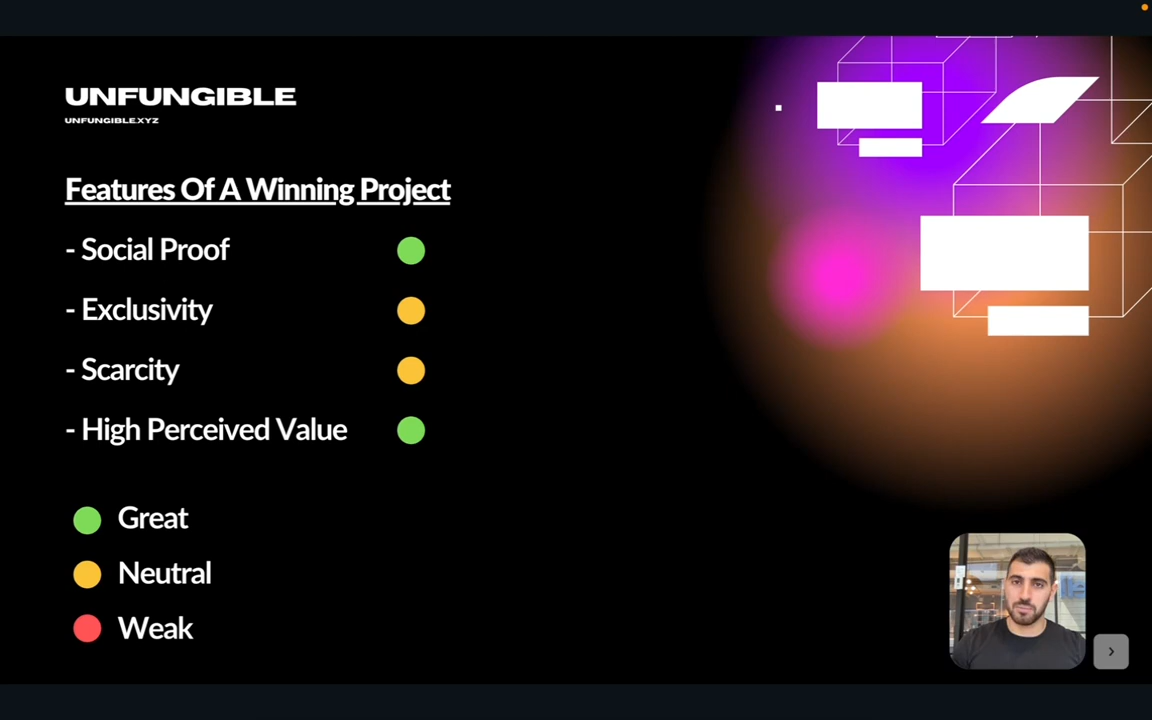 UNFUNGIBLE
UNFUNGIBLE.XYZ
Features Of A Winning Project
- Social Proof
- Exclusivity
- Scarcity
- High Perceived Value
Great
Neutral
Weak